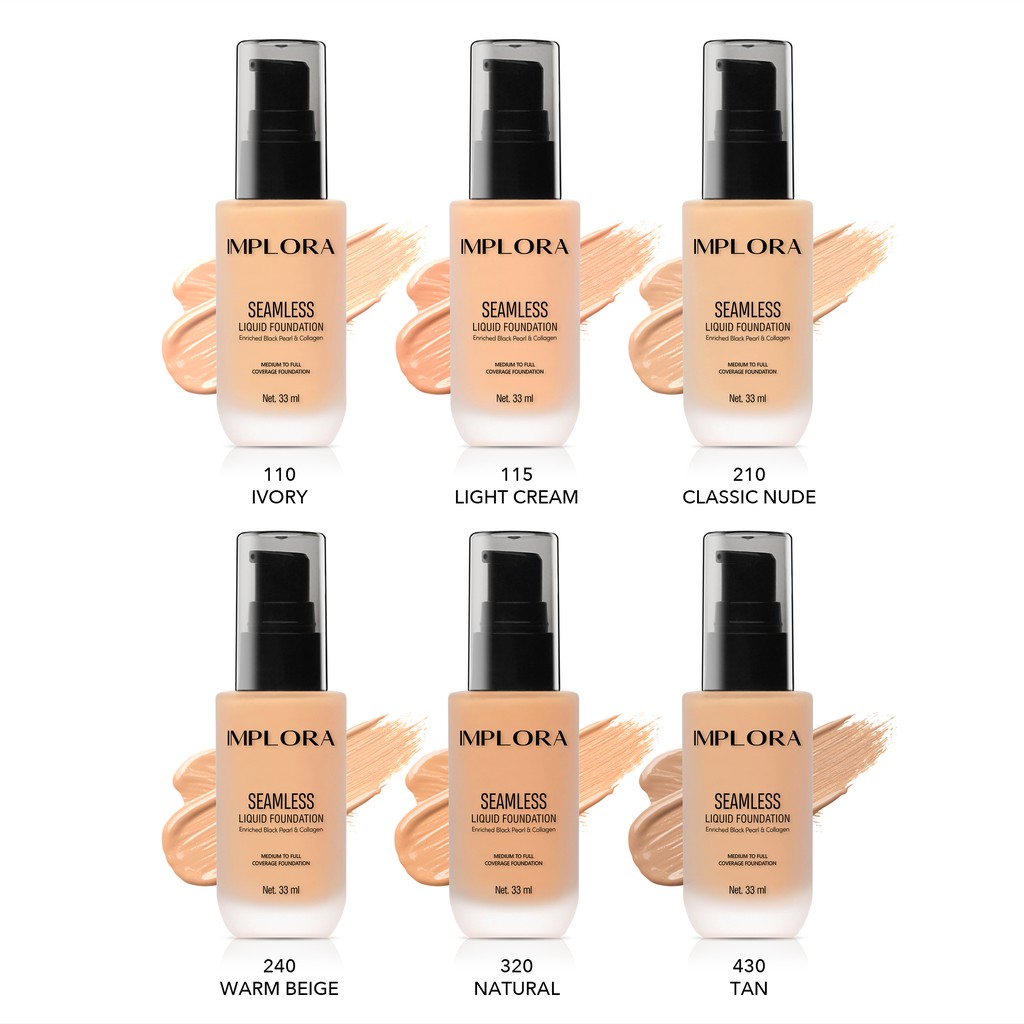 IMPLORA
SEAMLESS
LIQUID FOUNDATION
Enriched Black Pearl & Collagen
MEDIUM TO FULL
COVERAGE FOUNDATION
Net. 33 ml
110
IVORY
IMPLORA
SEAMLESS
LIQUID FOUNDATION
Enriched Black Pearl & Collagen
MEDIUM TO FULL
COVERAGE FOUNDATION
Net. 33 ml
115
LIGHT CREAM
IMPLORA
SEAMLESS
LIQUID FOUNDATION
Enriched Black Pearl & Collagen
MEDIUM TO FULL
COVERAGE FOUNDATION
Net. 33 ml
210
CLASSIC NUDE
IMPLORA
SEAMLESS
LIQUID FOUNDATION
Enriched Black Pearl & Collagen
MEDIUM TO FULL
COVERAGE FOUNDATION
Net. 33 ml
240
WARM BEIGE
IMPLORA
SEAMLESS
LIQUID FOUNDATION
Enriched Black Pearl & Collagen
MEDIUM TO FULL
COVERAGE FOUNDATION
Net. 33 ml
320
NATURAL
IMPLORA
SEAMLESS
LIQUID FOUNDATION
Enriched Black Pearl & Collagen
MEDIUM TO FULL
COVERAGE FOUNDATION
Net. 33 ml
430
TAN